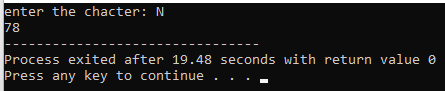 enter the chacter: N
78
--------------------------------
Process exited after 19.48 seconds with return value 0
Press any key to continue . . .